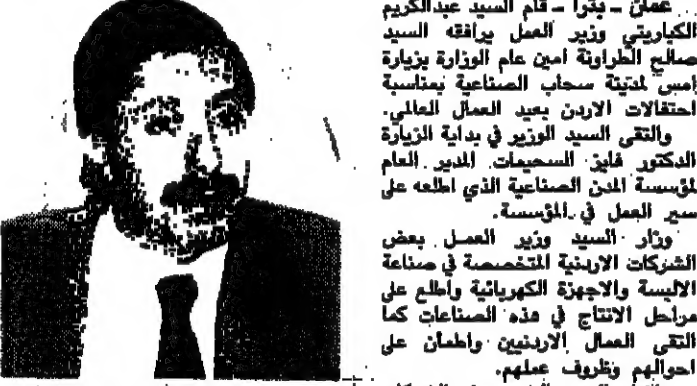 عمان - بترا - قام السيد عبدالكريم
الكباريتي وزير العمل يرافقه السيد
صالح الطراونة امين عام الوزارة بزيارة
امس لمدينة سحاب الصناعية بمناسبة
احتفالات الاردن بعيد العمال العالمي.
والتقى السيد الوزير في بداية الزيارة
الدكتور فايز السحيمات المدير العام
لمؤسسة المدن الصناعية الذي اطلعه على
سير العمل في المؤسسة.
وزار السيد وزير العمل بعض
الشركات الاردنية المتخصصة في صناعة
الالبسة والاجهزة الكهربائية واطلع على
مراحل الانتاج في هذه الصناعات كما
التقى العمال الاردنيين واطمأن على
احوالهم وظروف عملهم.